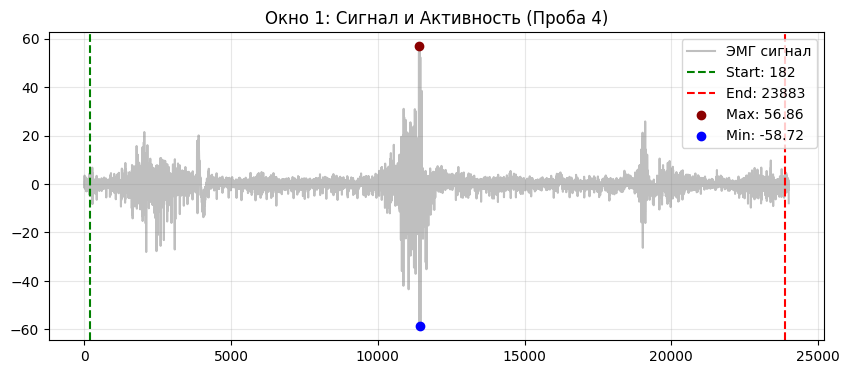 Окно 1: Сигнал и Активность (Проба 4)
60
40
20
0
−20
−40
−60
0
5000
10000
15000
20000
25000
ЭМГ сигнал
Start: 182
End: 23883
Max: 56.86
Min: -58.72